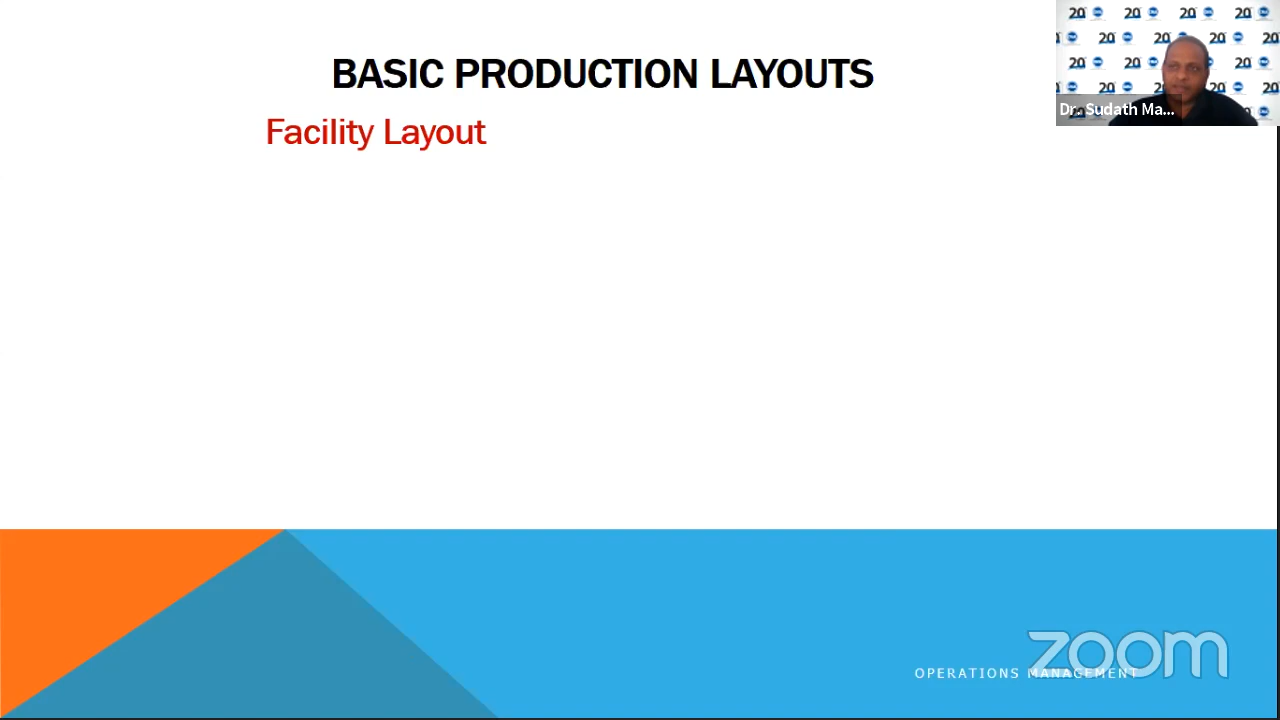 BASIC PRODUCTION LAYOUTS
Facility Layout
Dr. Sudath Ma...
OPERATIONS MANAGEMENT
zoom